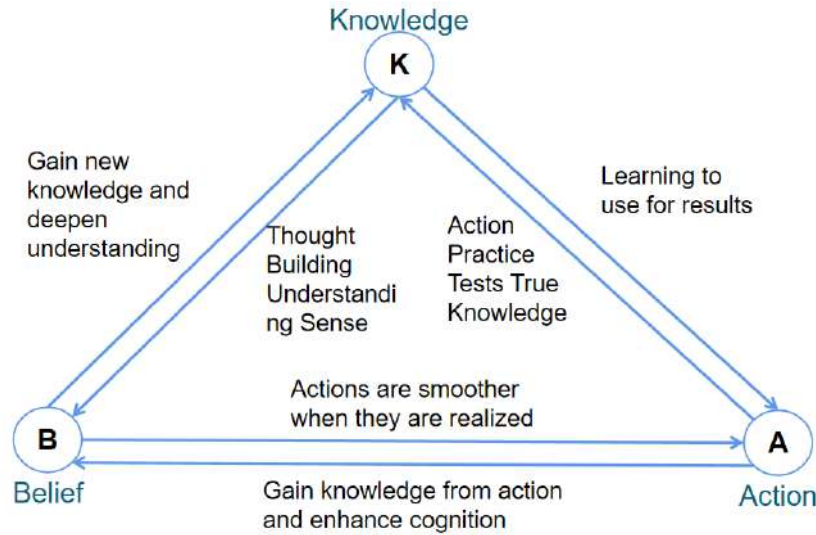 Knowledge
K
Gain new
knowledge and
deepen
understanding
Thought
Building
Understandi
ng Sense
Action
Practice
Tests True
Knowledge
Learning to
use for results
Actions are smoother
when they are realized
B
A
Belief
Action
Gain knowledge from action
and enhance cognition